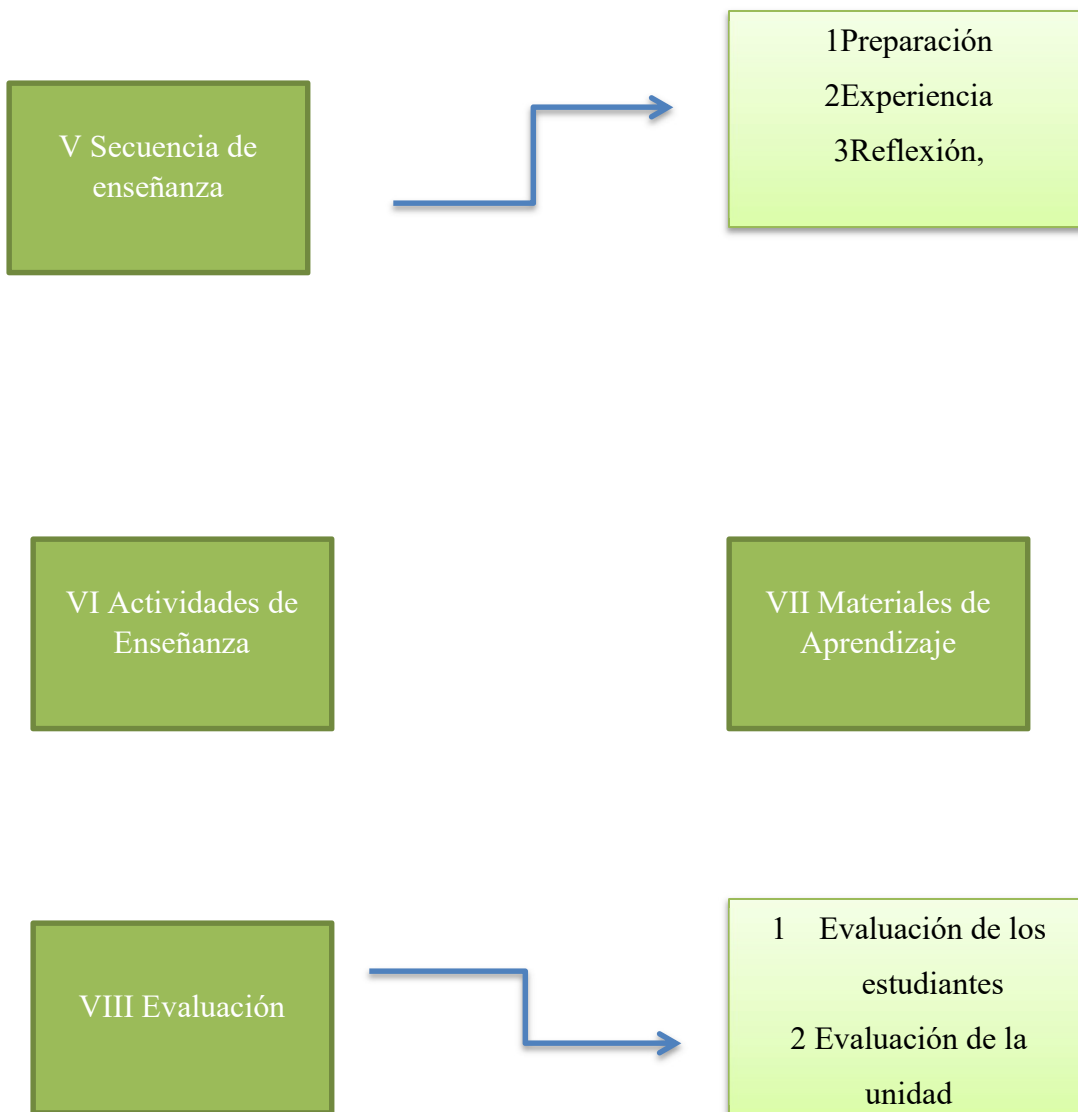 V Secuencia de
enseñanza
1Preparación
2Experiencia
3Reflexión,
VI Actividades de
Enseñanza
VII Materiales de
Aprendizaje
VIII Evaluación
1 Evaluación de los
estudiantes
2 Evaluación de la
unidad